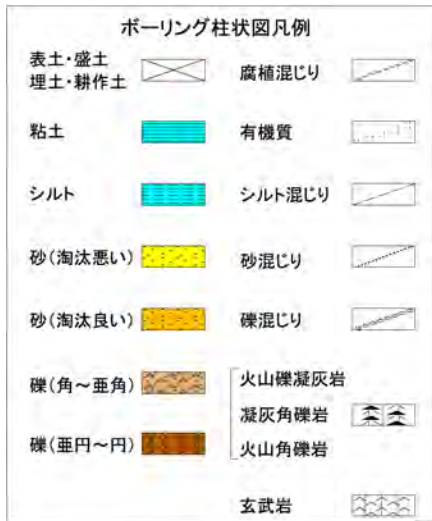 ボーリング柱状図凡例
表土・盛土
埋土・耕作土
粘土
シルト
砂(淘汰悪い)
砂(淘汰良い)
礫(角～亜角)
礫(亜円～円)
腐植混じり
有機質
シルト混じり
砂混じり
礫混じり
火山礫凝灰岩
凝灰角礫岩
火山角礫岩
玄武岩